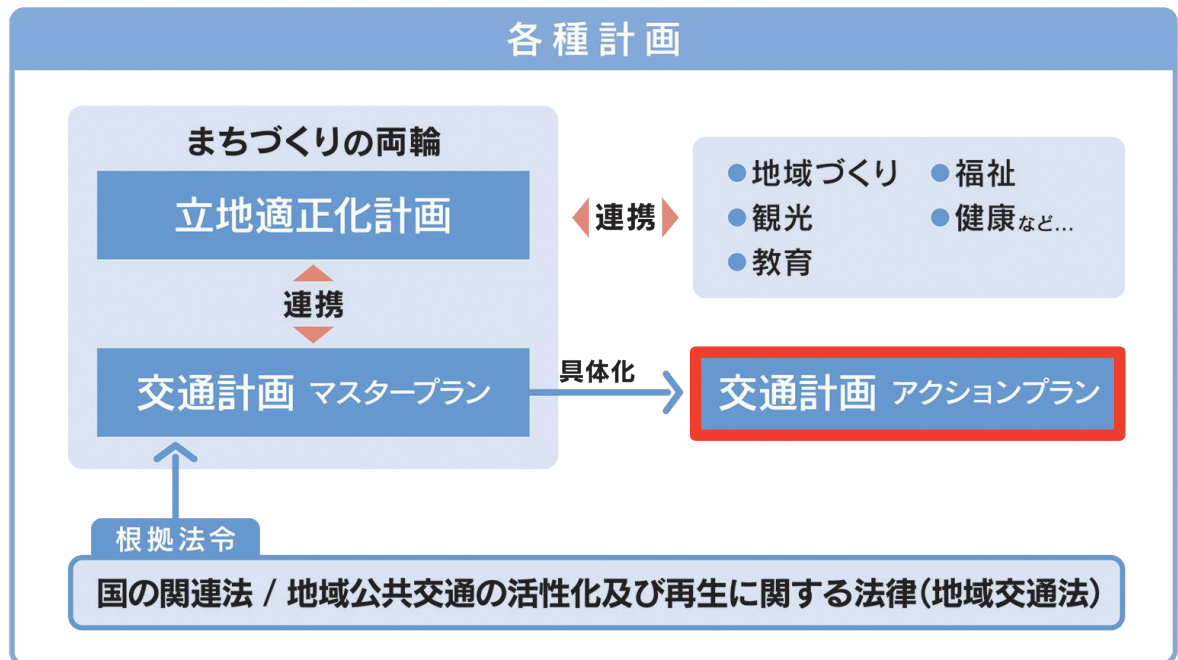 各種計画
まちづくりの両輪
立地適正化計画
連携
交通計画 マスタープラン
連携
●地域づくり
●観光
●教育
●福祉
●健康など...
具体化
交通計画 アクションプラン
根拠法令
国の関連法 / 地域公共交通の活性化及び再生に関する法律(地域交通法)